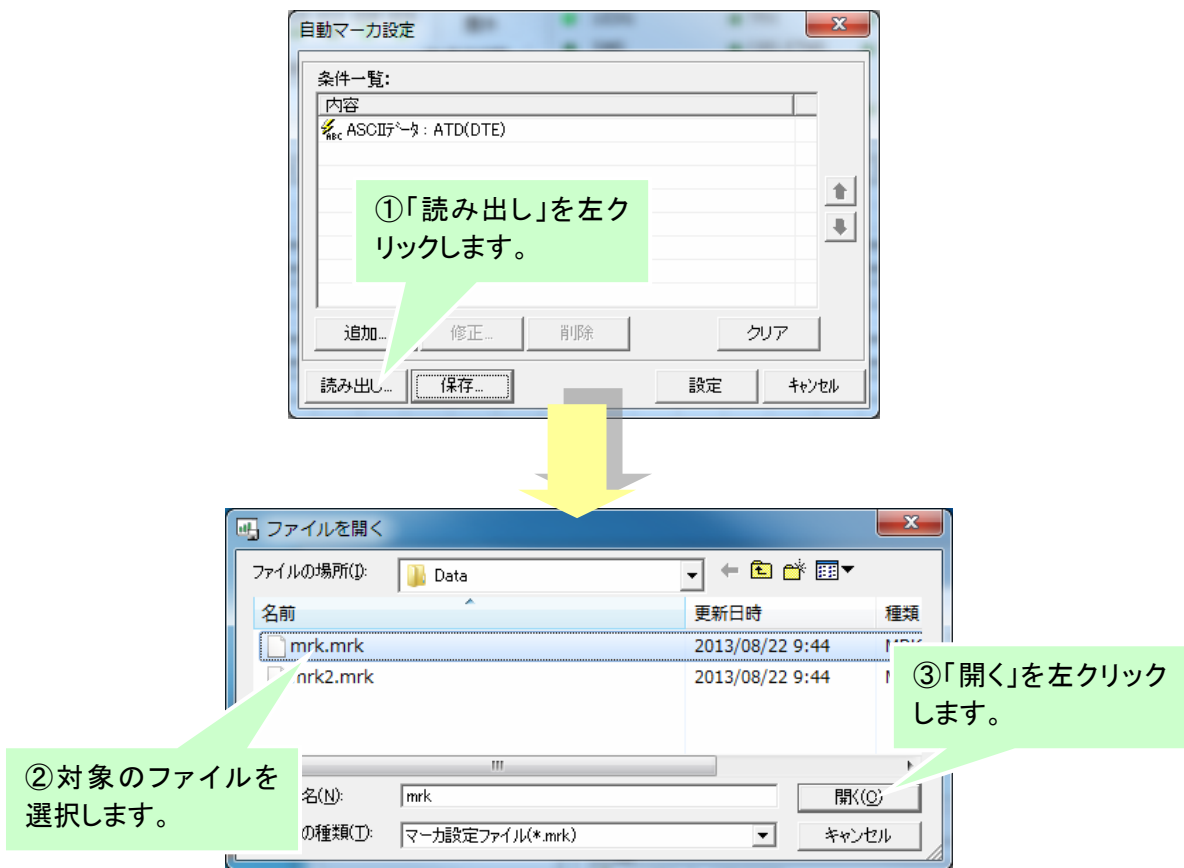 自動マーカ設定
条件一覧:
内容
ABC ASCIIﾃﾞｰﾀ : ATD(DTE)
①「読み出し」を左ク
リックします。
追加...
修正...
削除
クリア
読み出し...
保存...
設定
ｷｬﾝｾﾙ
ファイルを開く
ファイルの場所(I):
Data
名前
更新日時
種類
mrk.mrk
2013/08/22 9:44
mrk2.mrk
2013/08/22 9:44
③「開く」を左クリック
します。
②対象のファイルを
選択します。
名(N):
mrk
開く(O)
の種類(T):
マーカ設定ファイル(*.mrk)
キャンセル